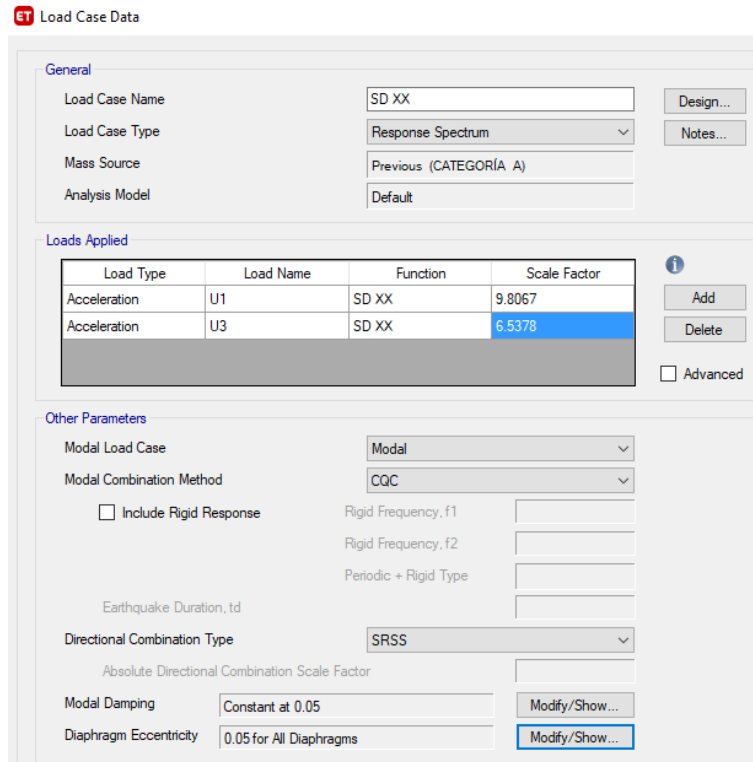 ET Load Case Data
General
Load Case Name SD XX Design...
Load Case Type Response Spectrum Notes...
Mass Source Previous (CATEGORÍA A)
Analysis Model Default
Loads Applied
Load Type Load Name Function Scale Factor
Acceleration U1 SD XX 9.8067 Add
Acceleration U3 SD XX 6.5378 Delete
Advanced
Other Parameters
Modal Load Case Modal
Modal Combination Method CQC
Include Rigid Response Rigid Frequency, f1
Rigid Frequency, f2
Periodic + Rigid Type
Earthquake Duration, td
Directional Combination Type SRSS
Absolute Directional Combination Scale Factor
Modal Damping Constant at 0.05 Modify/Show...
Diaphragm Eccentricity 0.05 for All Diaphragms Modify/Show...